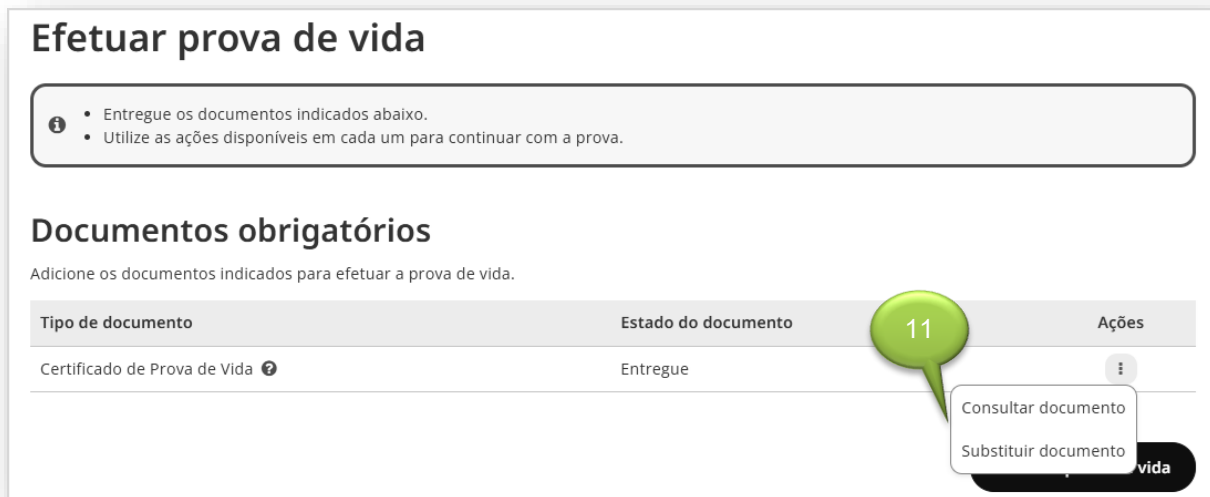 Efetuar prova de vida
Entregue os documentos indicados abaixo.
Utilize as ações disponíveis em cada um para continuar com a prova.
Documentos obrigatórios
Adicione os documentos indicados para efetuar a prova de vida.
Tipo de documento Estado do documento 11 Ações
Certificado de Prova de Vida Entregue
Consultar documento
Substituir documento
vida